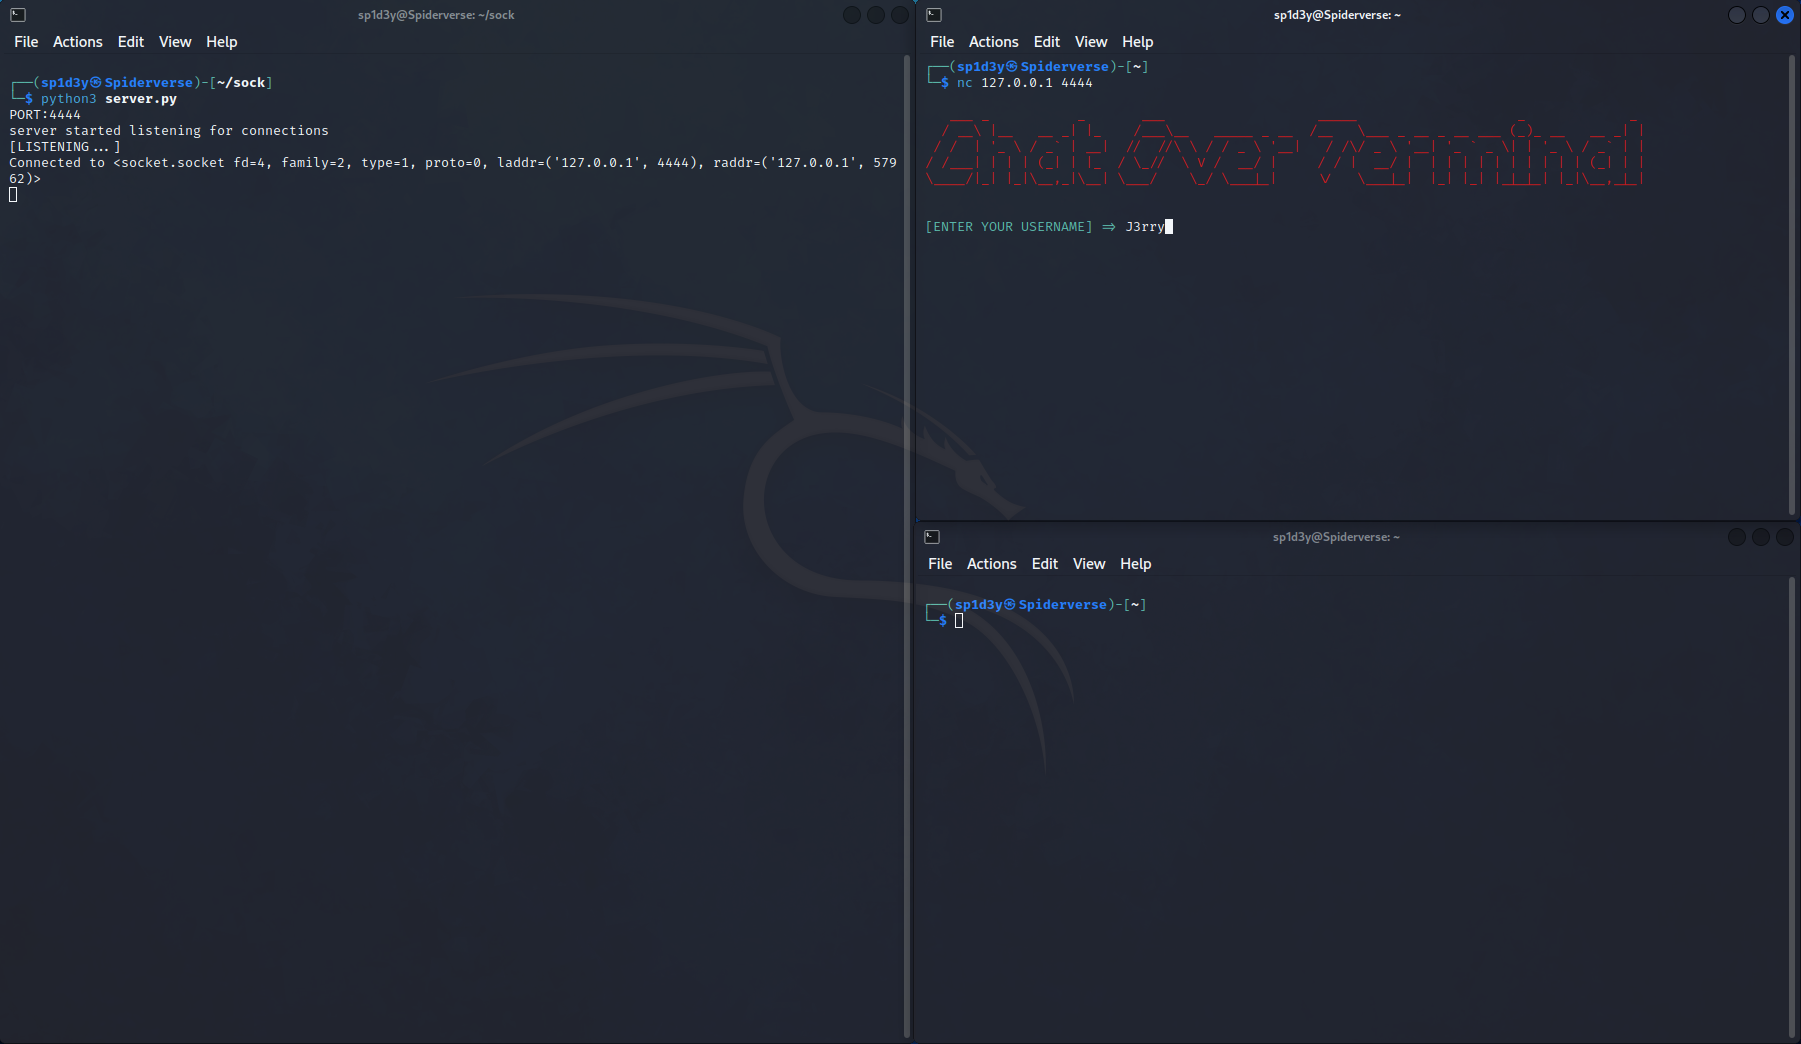 sp1d3y@Spiderverse: ~/sock
File Actions Edit View Help
┌──(sp1d3y㉿Spiderverse)-[~/sock]
└─$ python3 server.py
PORT:4444
server started listening for connections
[LISTENING...]
Connected to <socket.socket fd=4, family=2, type=1, proto=0, laddr=('127.0.0.1', 4444), raddr=('127.0.0.1', 579
62)>
sp1d3y@Spiderverse: ~
File Actions Edit View Help
┌──(sp1d3y㉿Spiderverse)-[~]
└─$ nc 127.0.0.1 4444
Chat Over Terminal
[ENTER YOUR USERNAME] => J3rry
sp1d3y@Spiderverse: ~
File Actions Edit View Help
┌──(sp1d3y㉿Spiderverse)-[~]
└─$